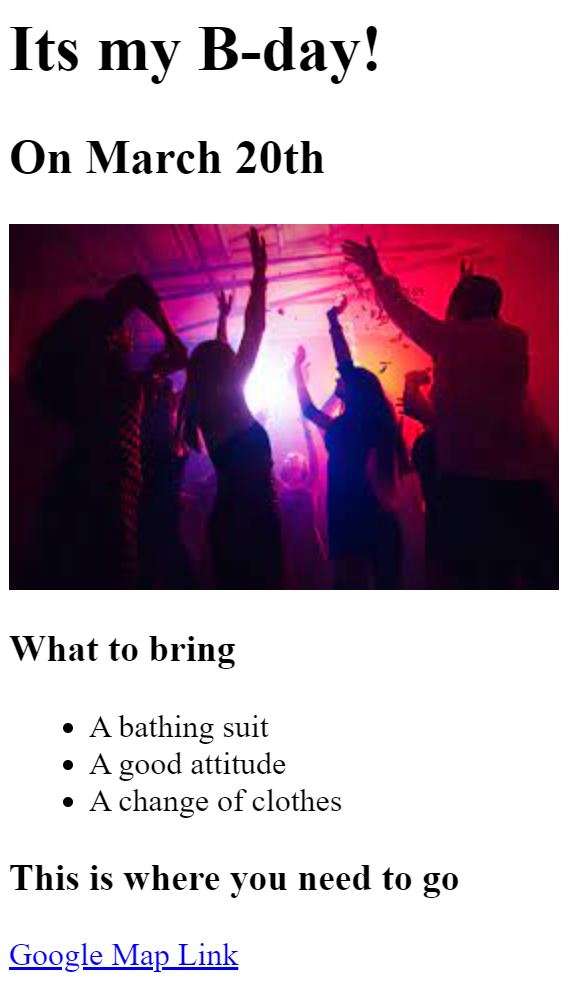 Its my B-day!
On March 20th
What to bring
A bathing suit
A good attitude
A change of clothes
This is where you need to go
Google Map Link